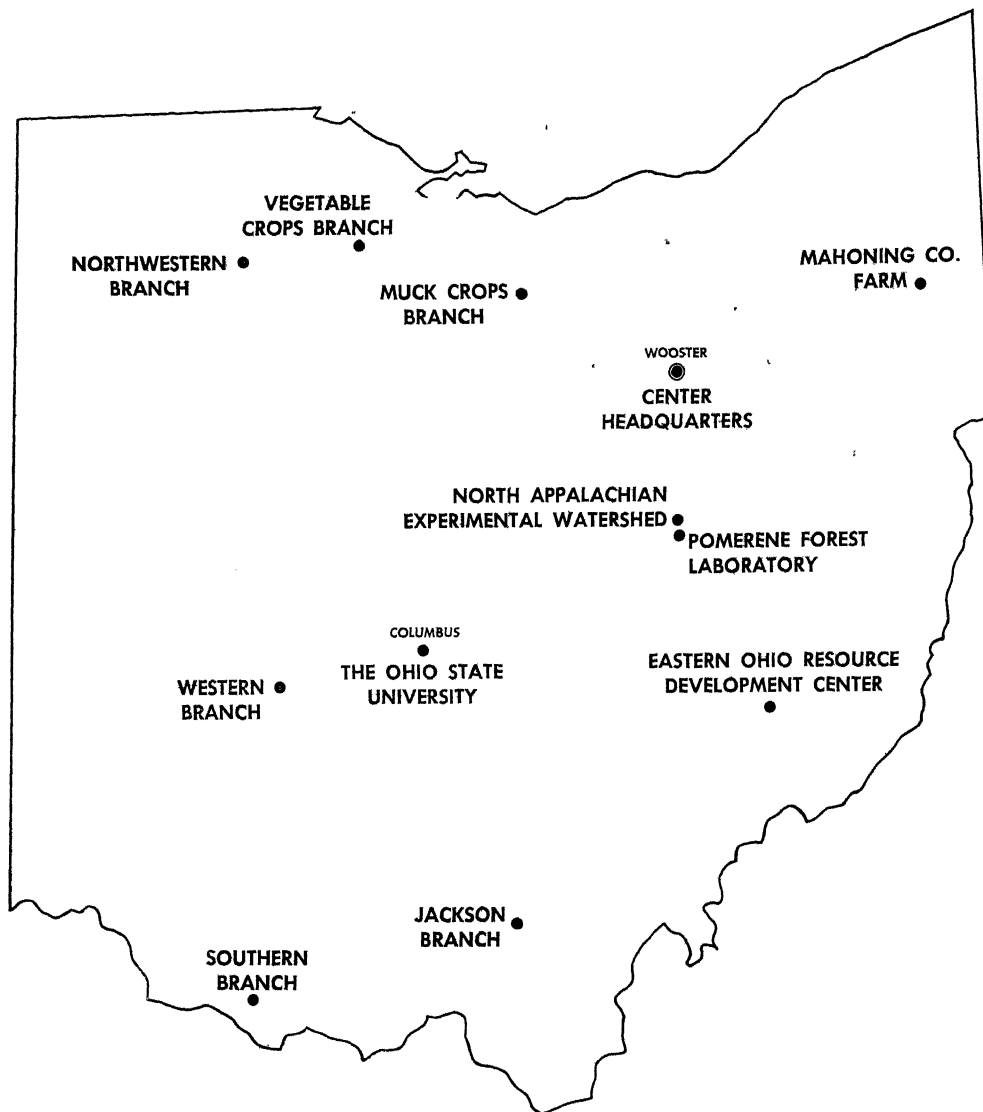 VEGETABLE
CROPS BRANCH
NORTHWESTERN
BRANCH
MUCK CROPS
BRANCH
MAHONING CO.
FARM
WOOSTER
CENTER
HEADQUARTERS
NORTH APPALACHIAN
EXPERIMENTAL WATERSHED
POMERENE FOREST
LABORATORY
COLUMBUS
THE OHIO STATE
UNIVERSITY
WESTERN
BRANCH
EASTERN OHIO RESOURCE
DEVELOPMENT CENTER
JACKSON
BRANCH
SOUTHERN
BRANCH